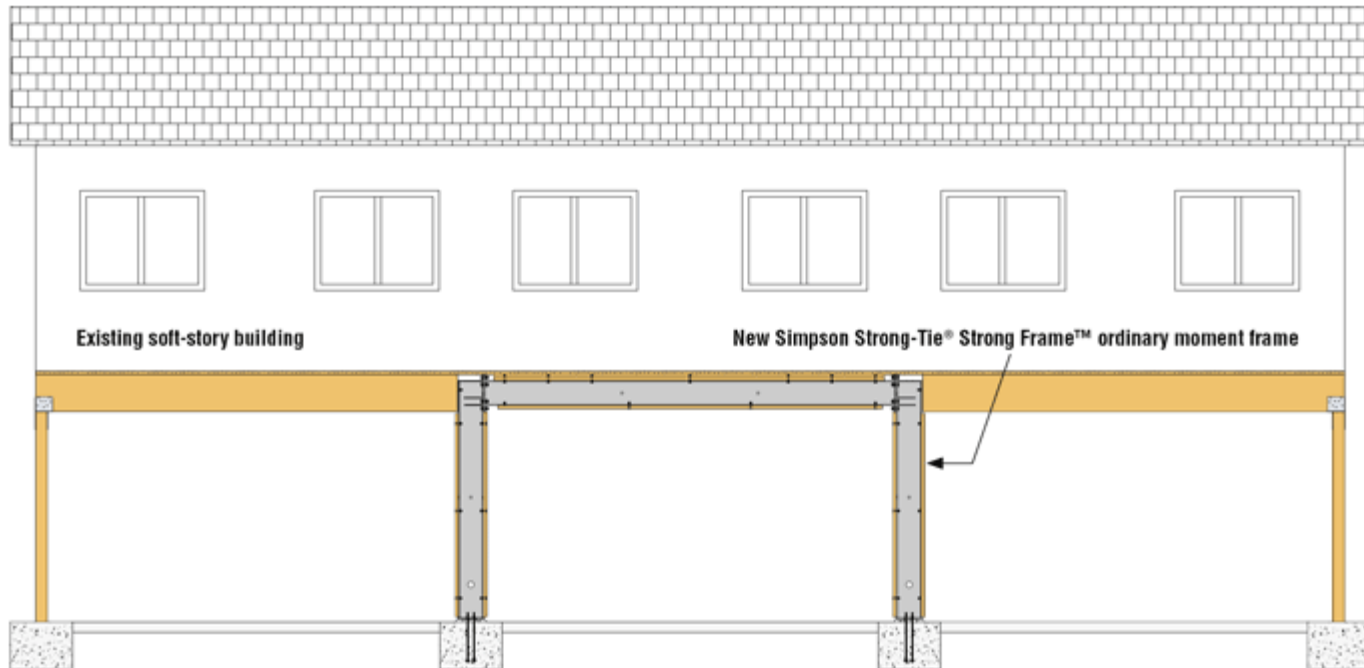 Existing soft-story building
New Simpson Strong-Tie® Strong Frame™ ordinary moment frame